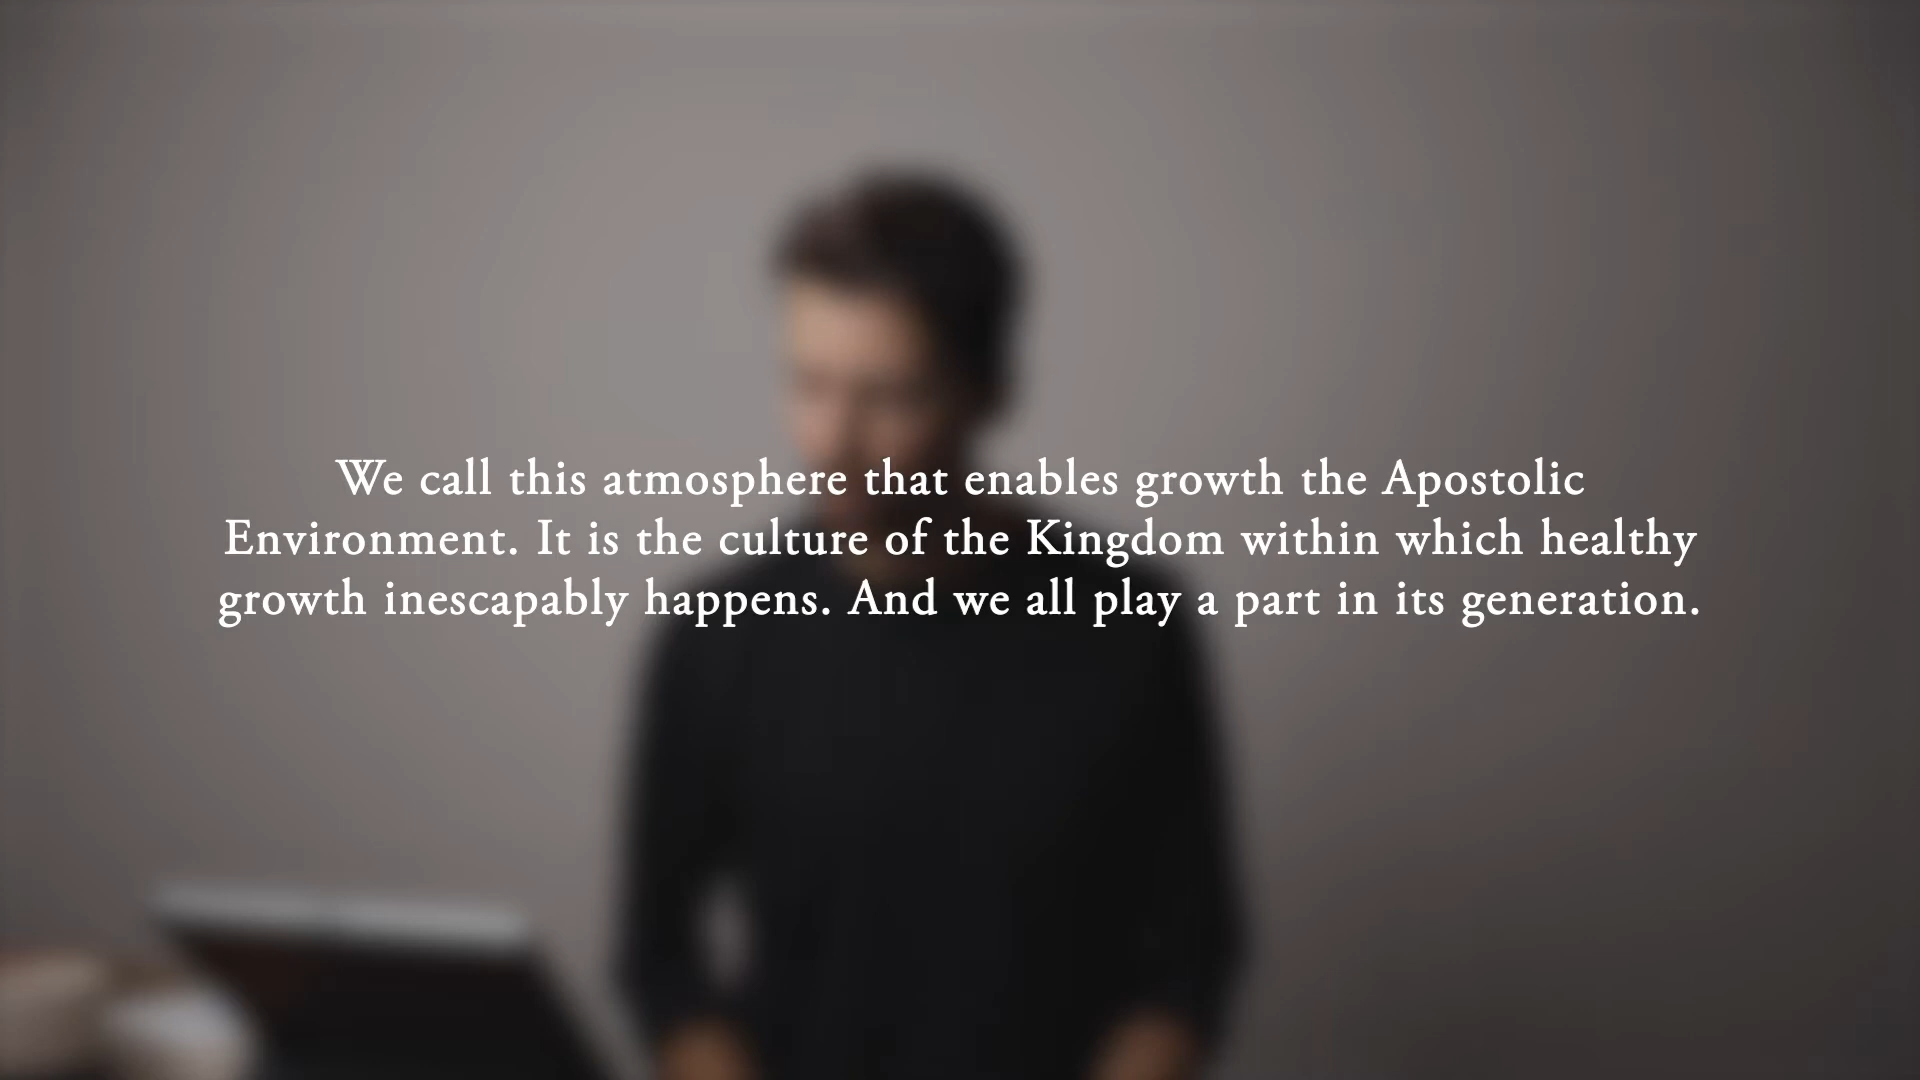 We call this atmosphere that enables growth the Apostolic
Environment. It is the culture of the Kingdom within which healthy
growth inescapably happens. And we all play a part in its generation.